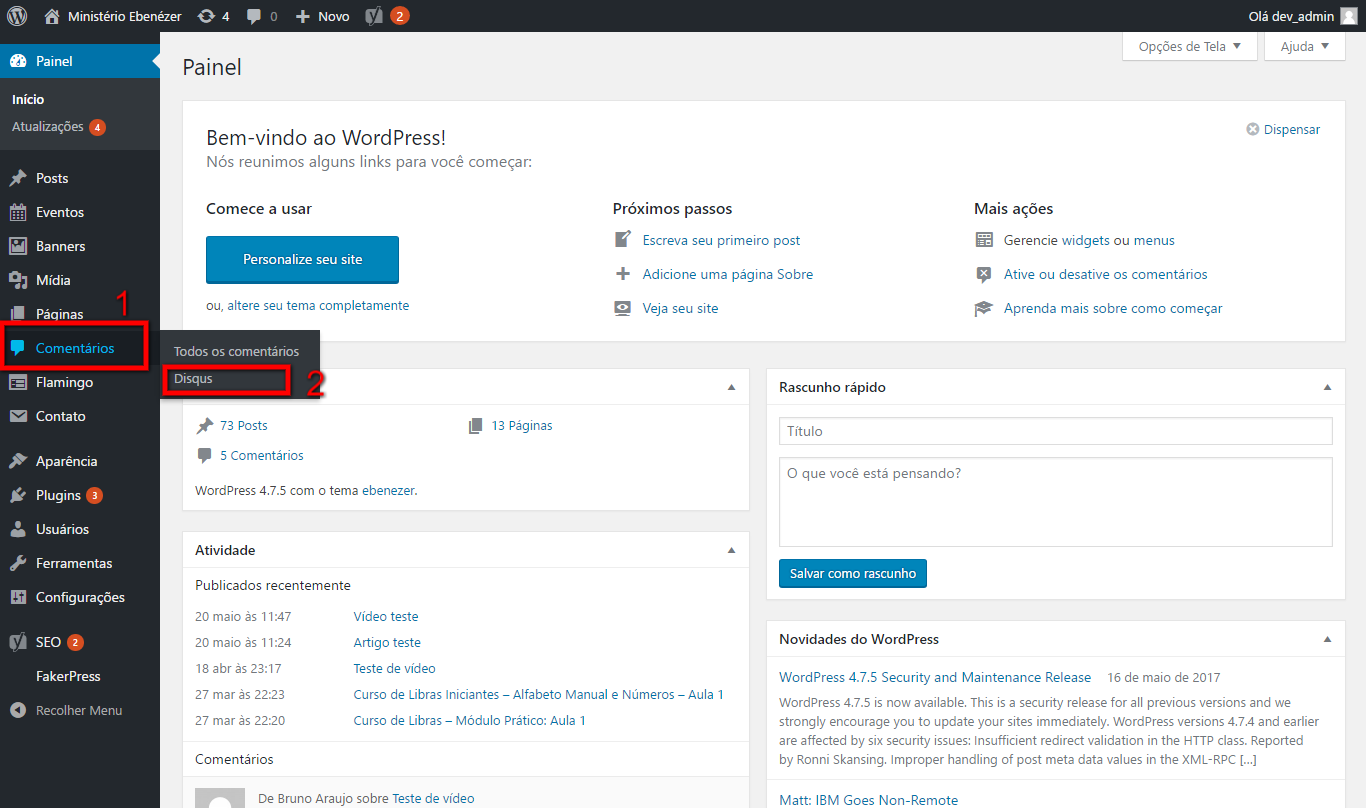 Ministério Ebenézer 4 0 Novo 2 Olá dev_admin
Painel
Início
Atualizações 4
Posts
Eventos
Banners
Mídia
Páginas
1
Comentários
Flamingo
Contato
Aparência
Plugins 3
Usuários
Ferramentas
Configurações
SEO 2
FakerPress
Recolher Menu
Todos os comentários
Disqus
2
Opções de Tela
Ajuda
Painel
Bem-vindo ao WordPress!
Nós reunimos alguns links para você começar:
Dispensar
Comece a usar
Personalize seu site
ou, altere seu tema completamente
Próximos passos
Escreva seu primeiro post
Adicione uma página Sobre
Veja seu site
Mais ações
Gerencie widgets ou menus
Ative ou desative os comentários
Aprenda mais sobre como começar
73 Posts
13 Páginas
5 Comentários
WordPress 4.7.5 com o tema ebenezer.
Atividade
Publicados recentemente
20 maio às 11:47 Vídeo teste
20 maio às 11:24 Artigo teste
18 abr às 23:17 Teste de vídeo
27 mar às 22:23 Curso de Libras Iniciantes – Alfabeto Manual e Números – Aula 1
27 mar às 22:20 Curso de Libras – Módulo Prático: Aula 1
Comentários
De Bruno Araujo sobre Teste de vídeo
Rascunho rápido
Título
O que você está pensando?
Salvar como rascunho
Novidades do WordPress
WordPress 4.7.5 Security and Maintenance Release 16 de maio de 2017
WordPress 4.7.5 is now available. This is a security release for all previous versions and we
strongly encourage you to update your sites immediately. WordPress versions 4.7.4 and earlier
are affected by six security issues: Insufficient redirect validation in the HTTP class. Reported
by Ronni Skansing. Improper handling of post meta data values in the XML-RPC […]
Matt: IBM Goes Non-Remote